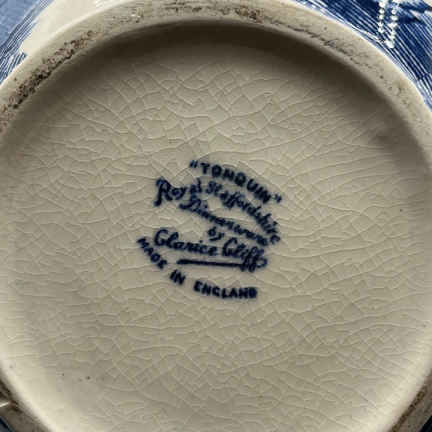 "TONQUIN"
Royal Staffordshire
Dinnerware
by
Clarice Cliff
MADE IN ENGLAND